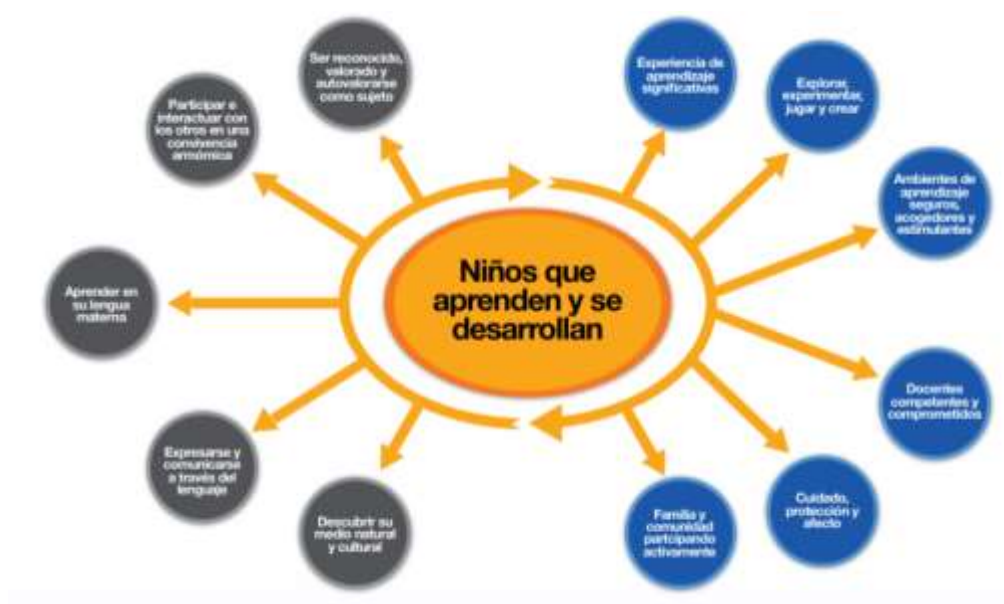 Ser reconocido,
valorado y
autovalorarse
como sujeto
Experiencia de
aprendizaje
significativas
Explorar,
experimentar,
jugar y crear
Participar e
interactuar con
los otros en una
convivencia
armómica
Ambientes de
aprendizaje
seguros,
acogedores y
estimulantes
Niños que
aprenden y se
desarrollan
Aprender en
su lengua
materna
Docentes
competentes y
comprometidos
Expresarse y
comunicarse
a través del
lenguaje
Cuidado,
protección y
afecto
Descubrir su
medio natural
y cultural
Familia y
comunidad
partcipando
activamente